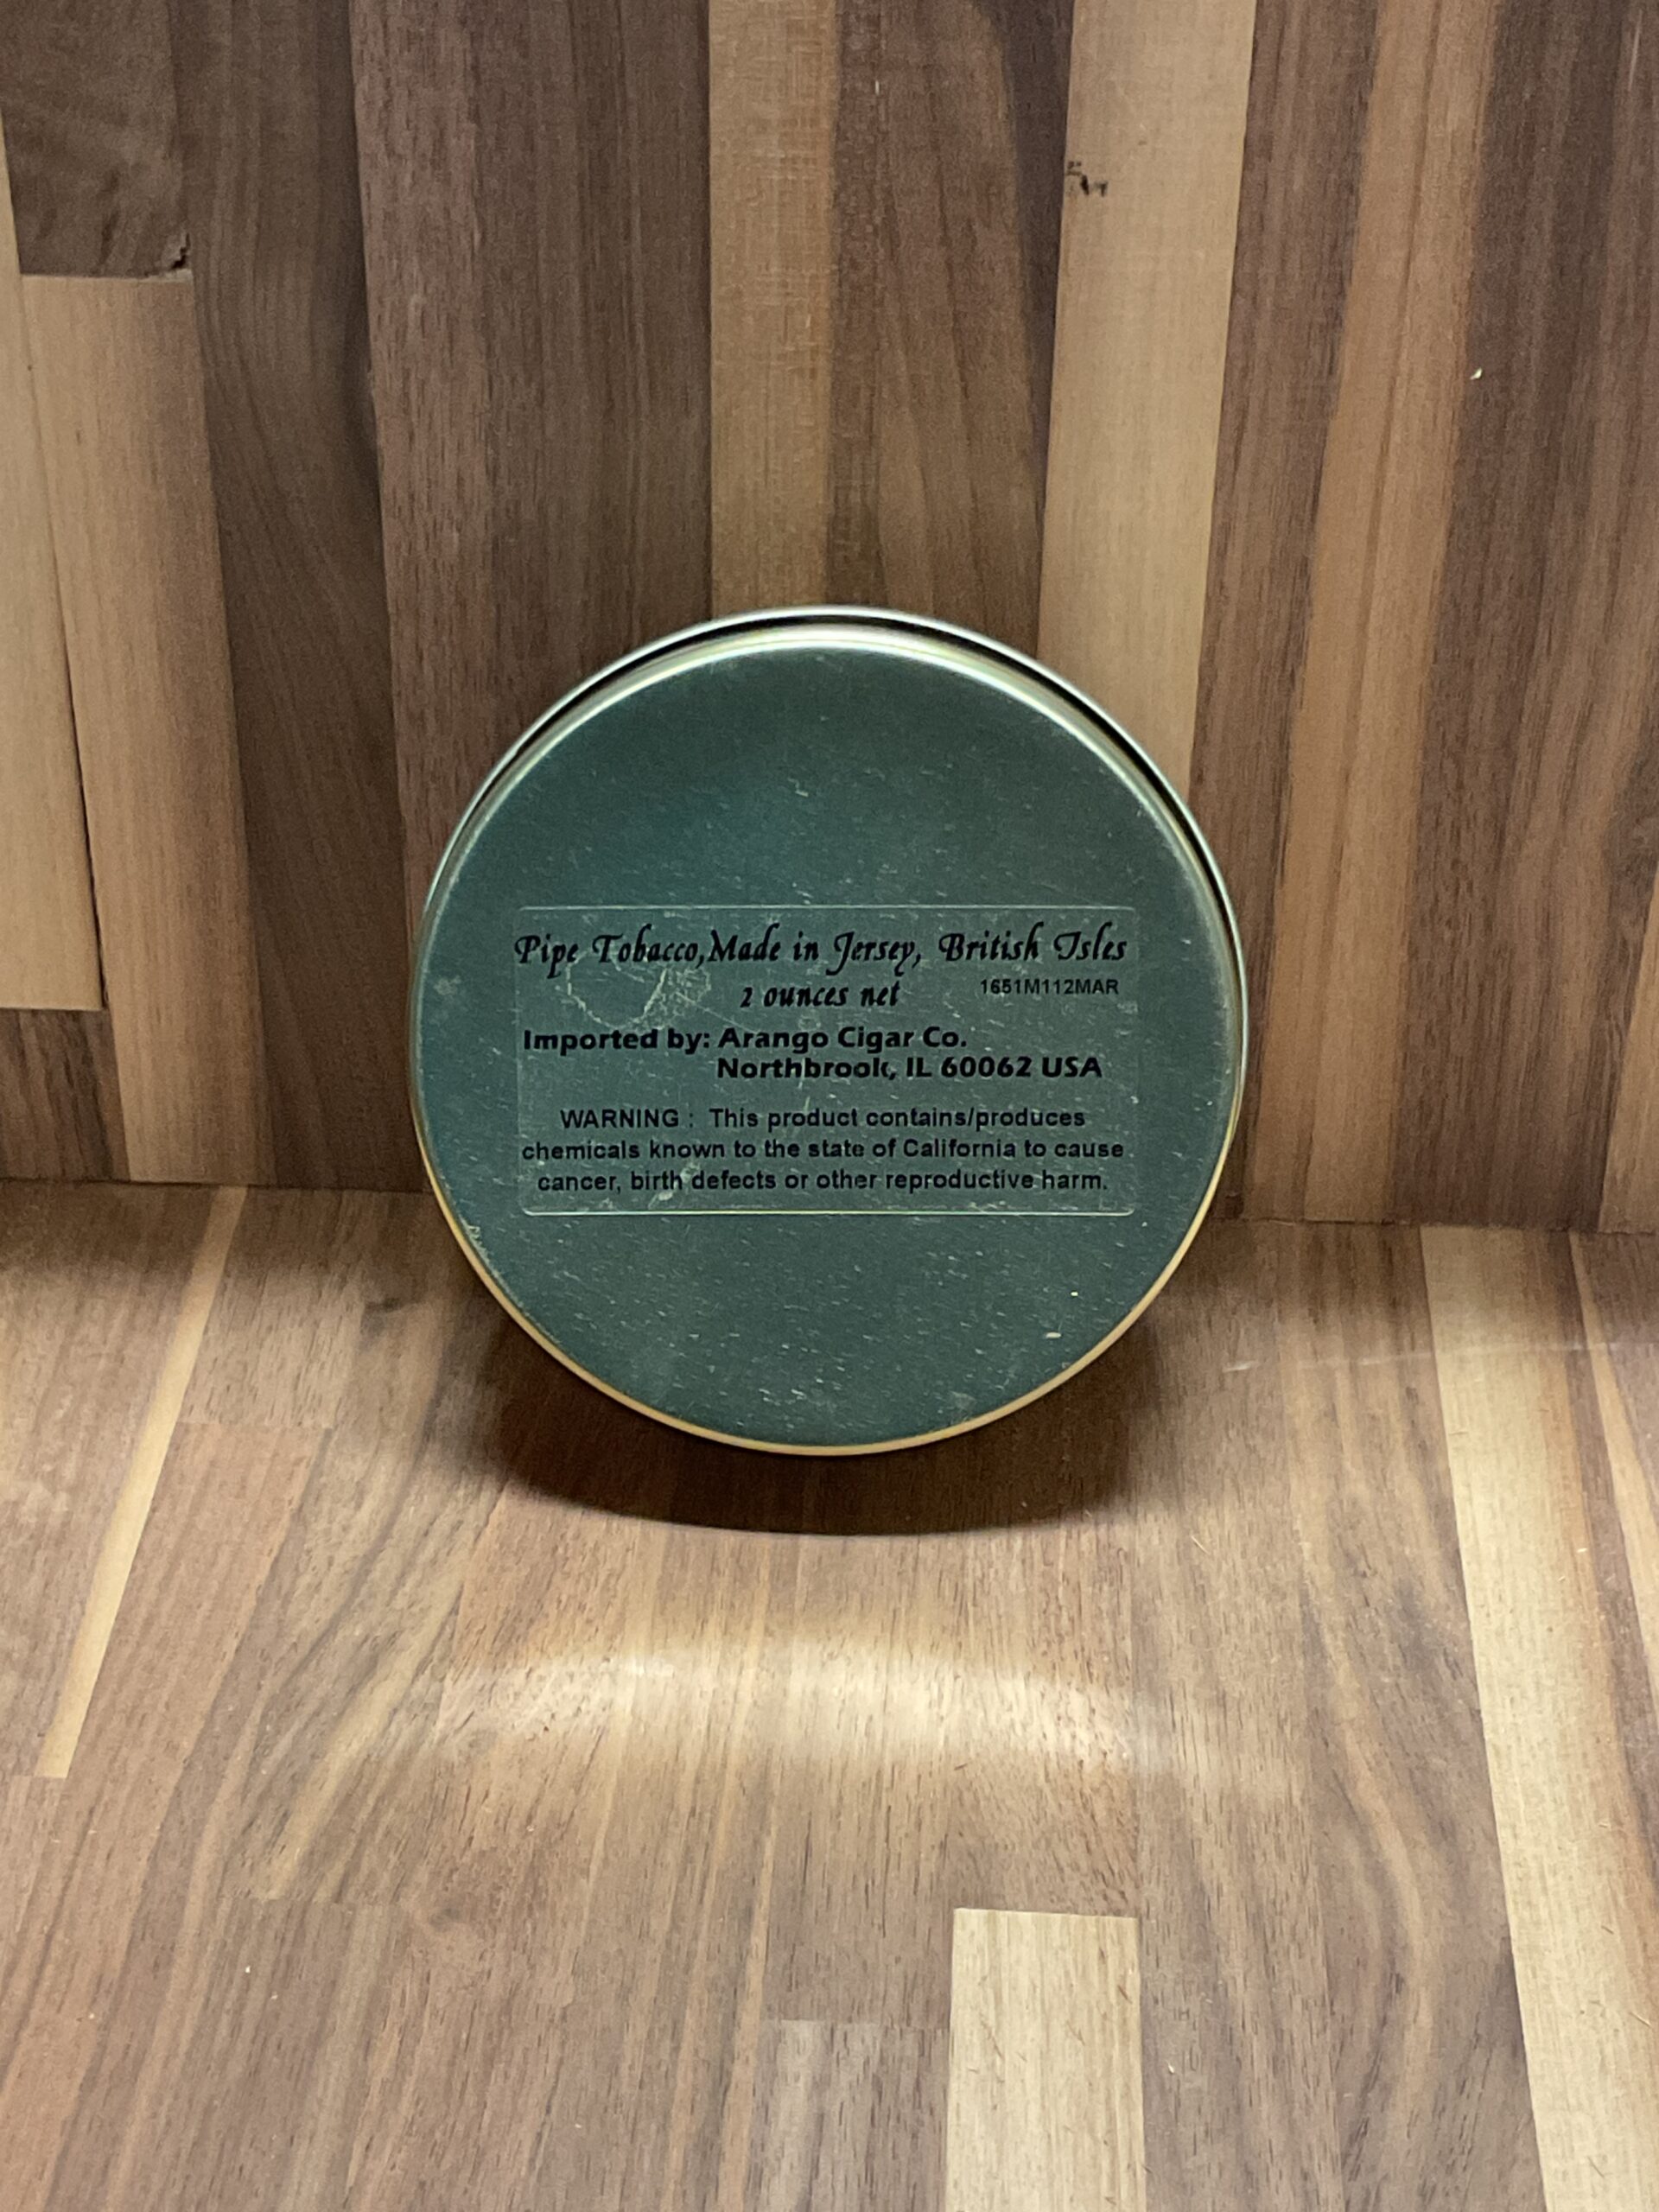 Pipe Tobacco,Made in Jersey, British Isles
2 ounces net 1651M112MAR
Imported by: Arango Cigar Co.
Northbrook, IL 60062 USA
WARNING : This product contains/produces
chemicals known to the state of California to cause
cancer, birth defects or other reproductive harm.